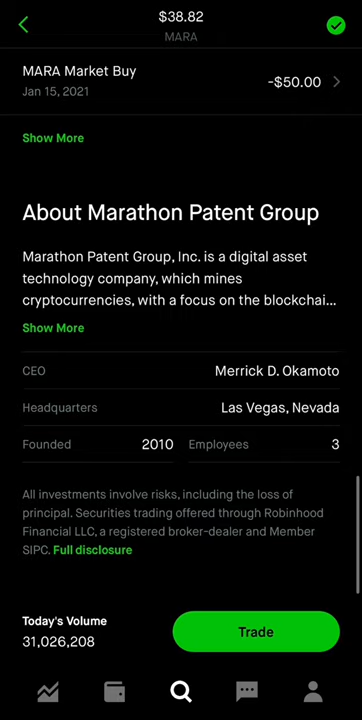 $38.82
MARA
MARA Market Buy
-$50.00
Jan 15, 2021
Show More
About Marathon Patent Group
Marathon Patent Group, Inc. is a digital asset
technology company, which mines
cryptocurrencies, with a focus on the blockchai...
Show More
CEO Merrick D. Okamoto
Headquarters Las Vegas, Nevada
Founded 2010 Employees 3
All investments involve risks, including the loss of
principal. Securities trading offered through Robinhood
Financial LLC, a registered broker-dealer and Member
SIPC. Full disclosure
Today's Volume
31,026,208
Trade